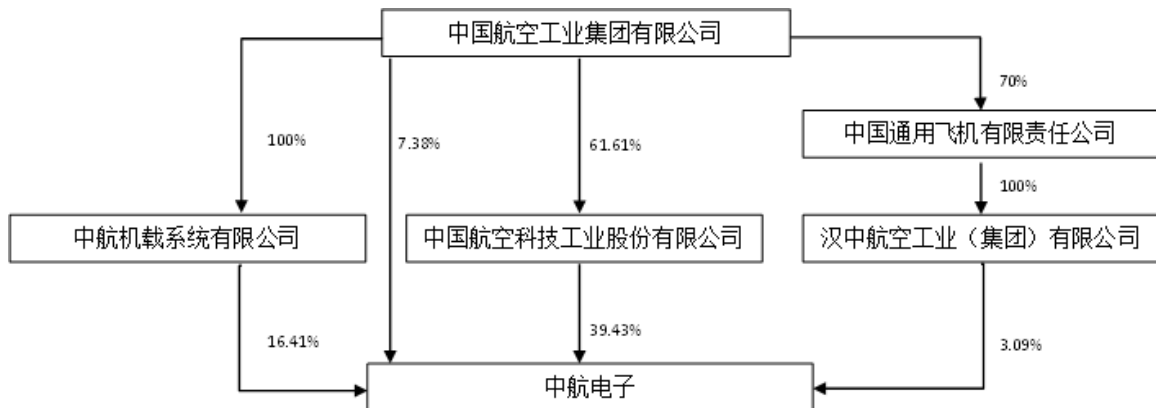 中国航空工业集团有限公司
70%
中国通用飞机有限责任公司
100%
7.38%
61.61%
100%
中航机载系统有限公司
中国航空科技工业股份有限公司
汉中航空工业（集团）有限公司
16.41%
39.43%
3.09%
中航电子